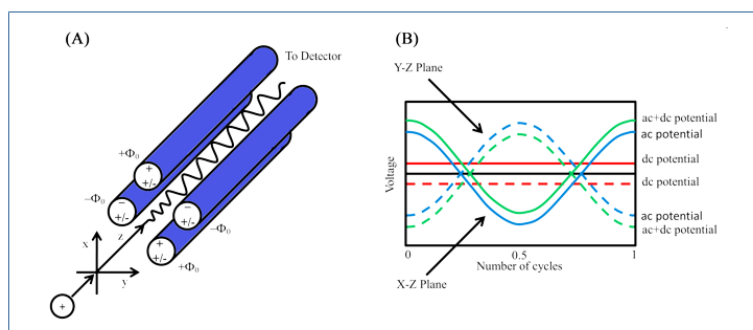 (A)
To Detector
+Φ₀
+
+/-
−Φ₀
−
+/-
−
+/-
−Φ₀
+
+/-
+Φ₀
x
z
y
+
(B)
Y-Z Plane
ac+dc potential
ac potential
dc potential
dc potential
ac potential
ac+dc potential
Voltage
0
0.5
1
Number of cycles
X-Z Plane